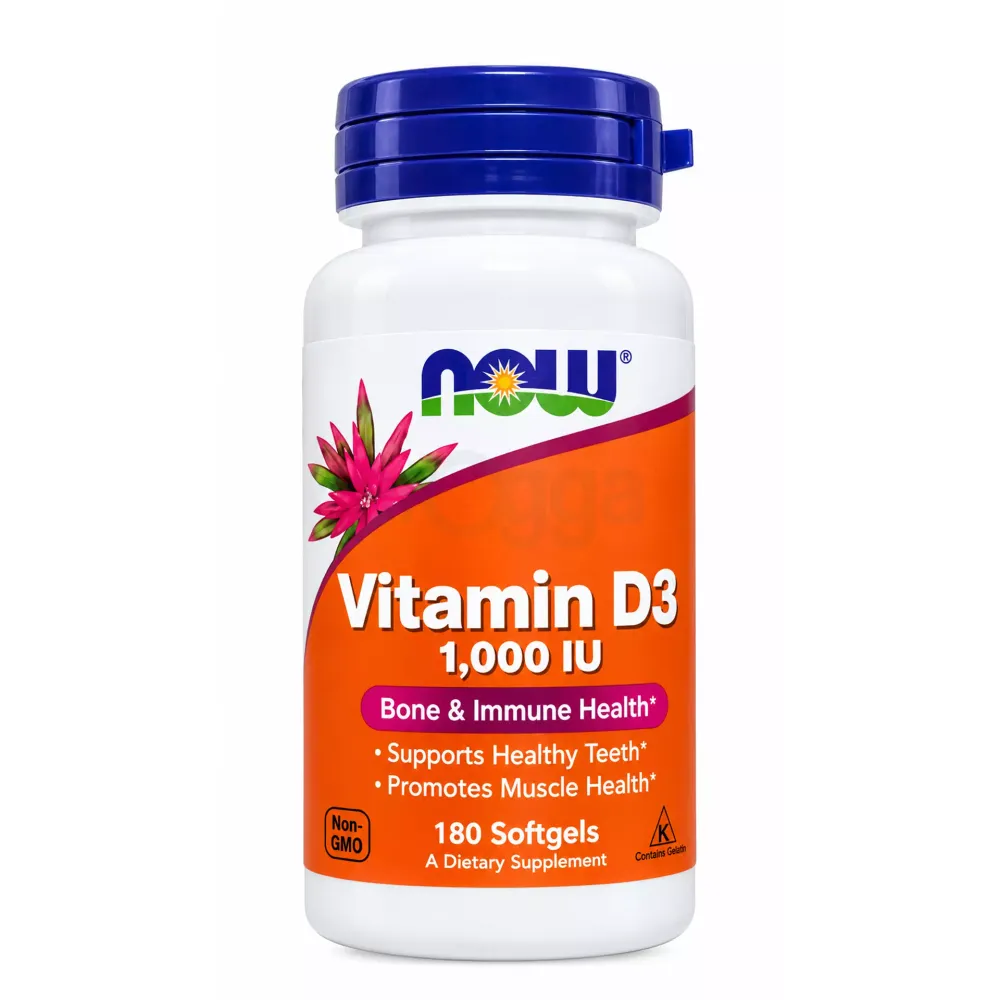 NOW®
Vitamin D3
1,000 IU
Bone & Immune Health*
• Supports Healthy Teeth*
• Promotes Muscle Health*
Non-
GMO
180 Softgels
A Dietary Supplement
K
Contains Gelatin